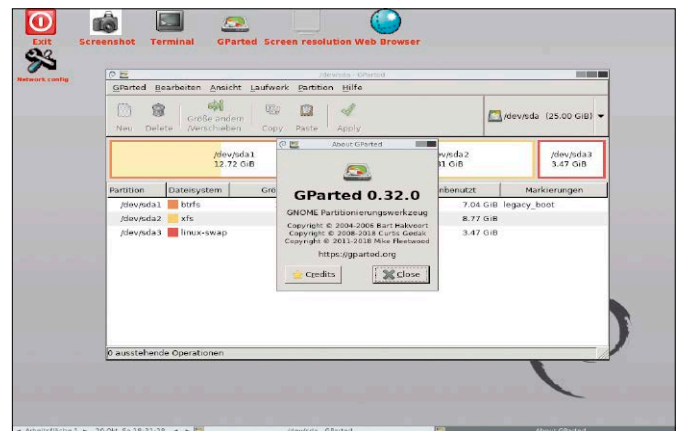 Exit Screenshot Terminal GParted Screen resolution Web Browser
Network config
/dev/sda - GParted
GParted Bearbeiten Ansicht Laufwerk Partition Hilfe
Neu Delete Größe ändern
/Verschieben Copy Paste Apply
/dev/sda (25.00 GiB)
/dev/sda1
12.72 GiB
/dev/sda3
3.47 GiB
About GParted
Partition Dateisystem Markierungen
/dev/sda1 btrfs 7.04 GiB legacy_boot
/dev/sda2 xfs 8.77 GiB
/dev/sda3 linux-swap 3.47 GiB
GParted 0.32.0
GNOME Partitionierungswerkzeug
Copyright © 2004-2006 Bart Hakvoort
Copyright © 2008-2018 Curtis Gedak
Copyright © 2011-2018 Mike Fleetwood
https://gparted.org
Credits Close
0 ausstehende Operationen
/dev/sda - GParted
About GParted